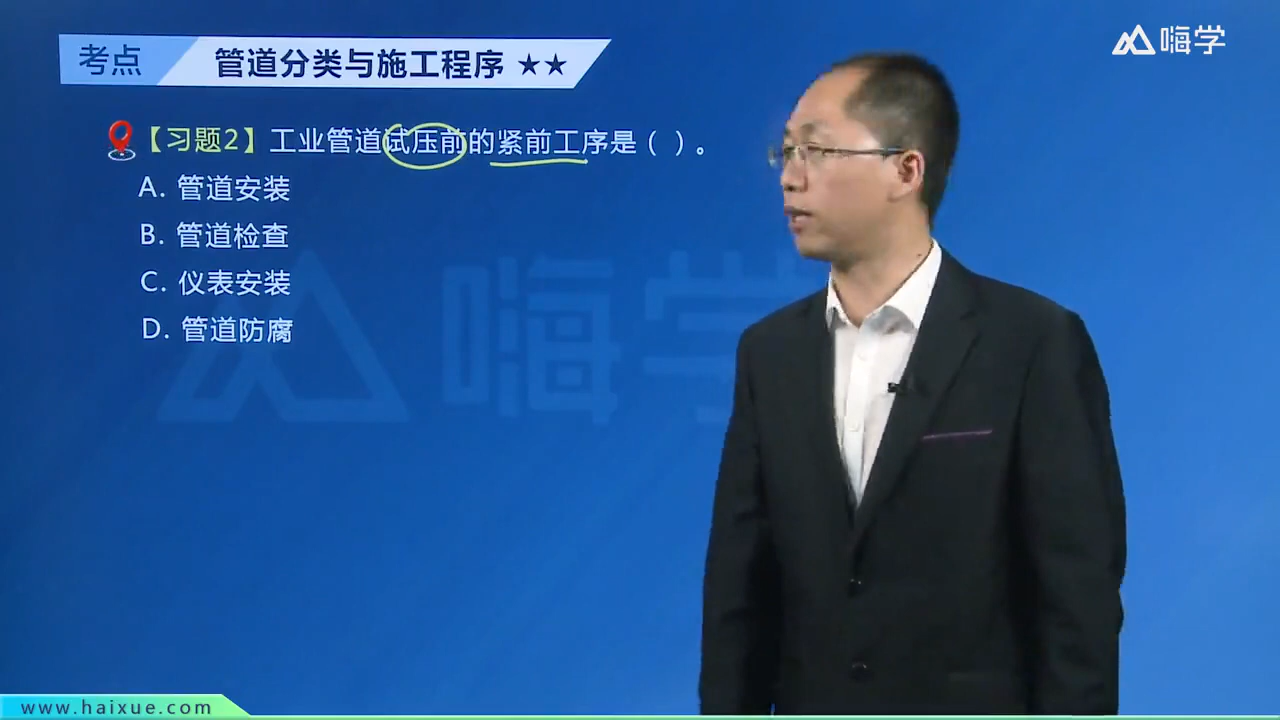 考点 管道分类与施工程序 ★★
嗨学
【习题2】工业管道试压前的紧前工序是（ ）。
A. 管道安装
B. 管道检查
C. 仪表安装
D. 管道防腐
嗨学
www.haixue.com